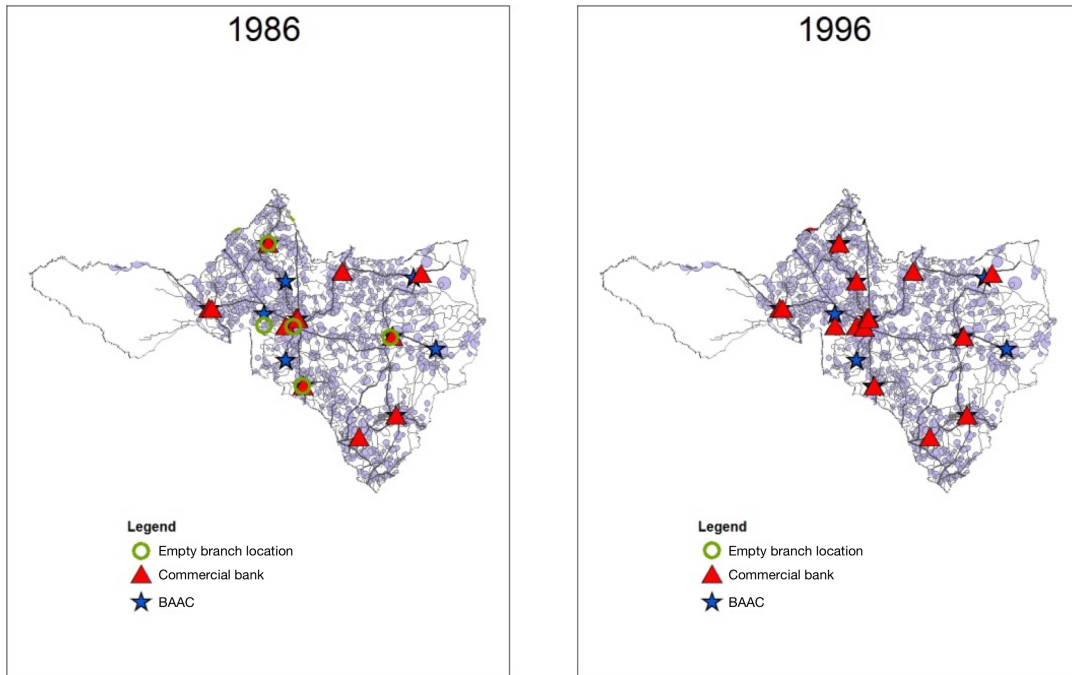 1986
Legend
Empty branch location
Commercial bank
BAAC
1996
Legend
Empty branch location
Commercial bank
BAAC